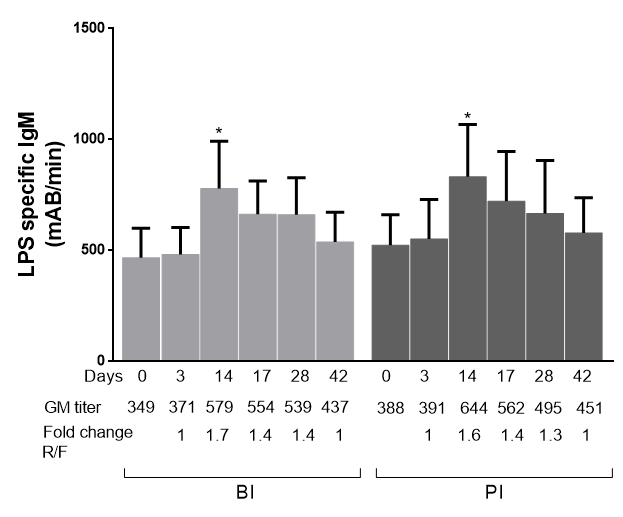 1500
1000
500
0
LPS specific IgM
(mAB/min)
*
*
Days 0 3 14 17 28 42 0 3 14 17 28 42
GM titer 349 371 579 554 539 437 388 391 644 562 495 451
Fold change 1 1.7 1.4 1.4 1 1 1.6 1.4 1.3 1
R/F
BI PI